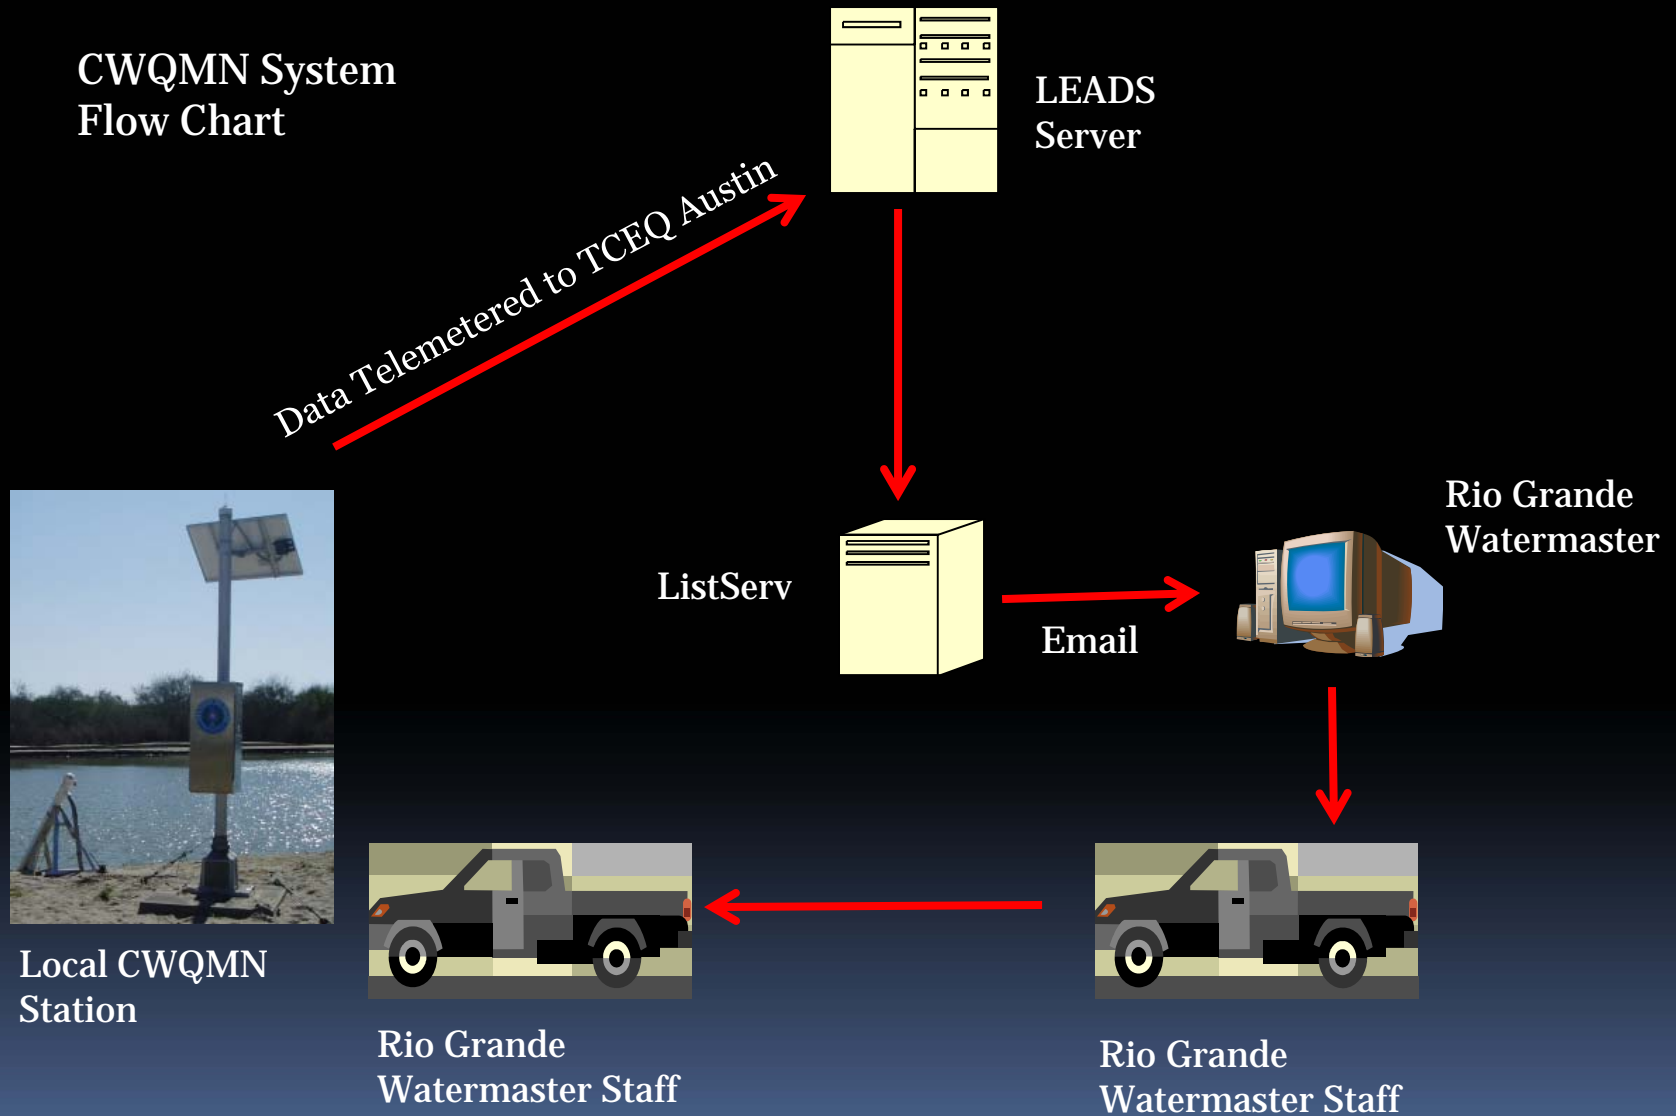 CWQMN System
Flow Chart
LEADS
Server
Data Telemetered to TCEQ Austin
Rio Grande
Watermaster
ListServ
Email
Local CWQMN
Station
Rio Grande
Watermaster Staff
Rio Grande
Watermaster Staff